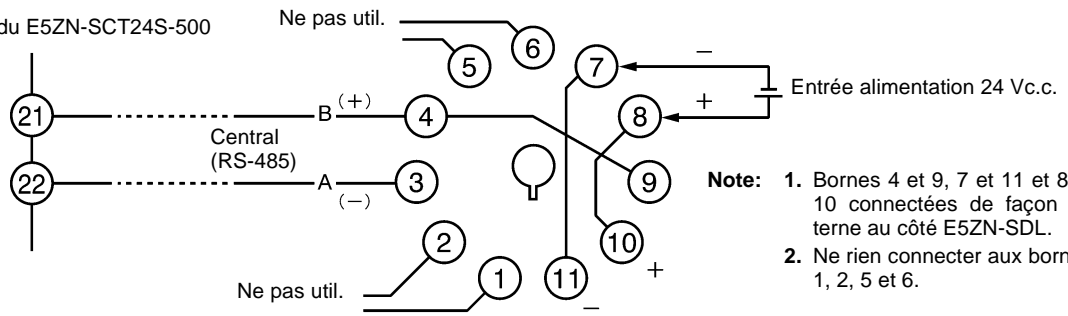 du E5ZN-SCT24S-500
Ne pas util.
6
5
7
−
Entrée alimentation 24 Vc.c.
21
B
(+)
4
8
+
Central
(RS-485)
22
A
(−)
3
9
Note: 1. Bornes 4 et 9, 7 et 11 et 8
10 connectées de façon
terne au côté E5ZN-SDL.
2. Ne rien connecter aux born
1, 2, 5 et 6.
2
10
+
1
11
−
Ne pas util.